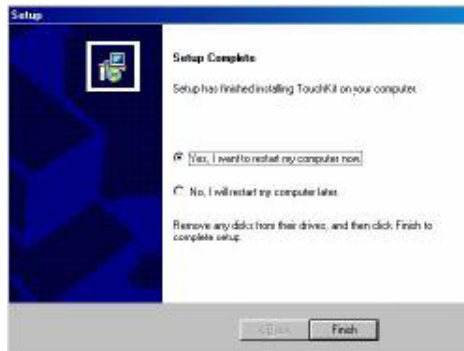 Setup
Setup Complete
Setup has finished installing TouchKit on your computer.
Yes, I want to restart my computer now.
No, I will restart my computer later.
Remove any disks from their drives, and then click Finish to
complete setup.
< Back
Finish